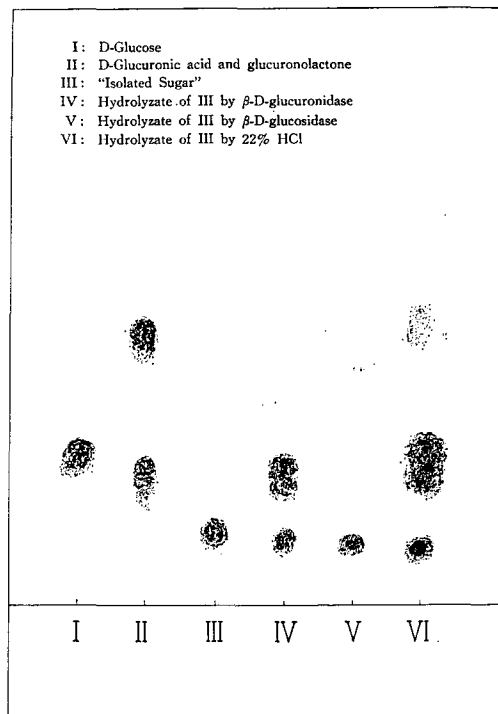 I: D-Glucose
II: D-Glucuronic acid and glucuronolactone
III: "Isolated Sugar"
IV: Hydrolyzate of III by β-D-glucuronidase
V: Hydrolyzate of III by β-D-glucosidase
VI: Hydrolyzate of III by 22% HCl
I II III IV V VI